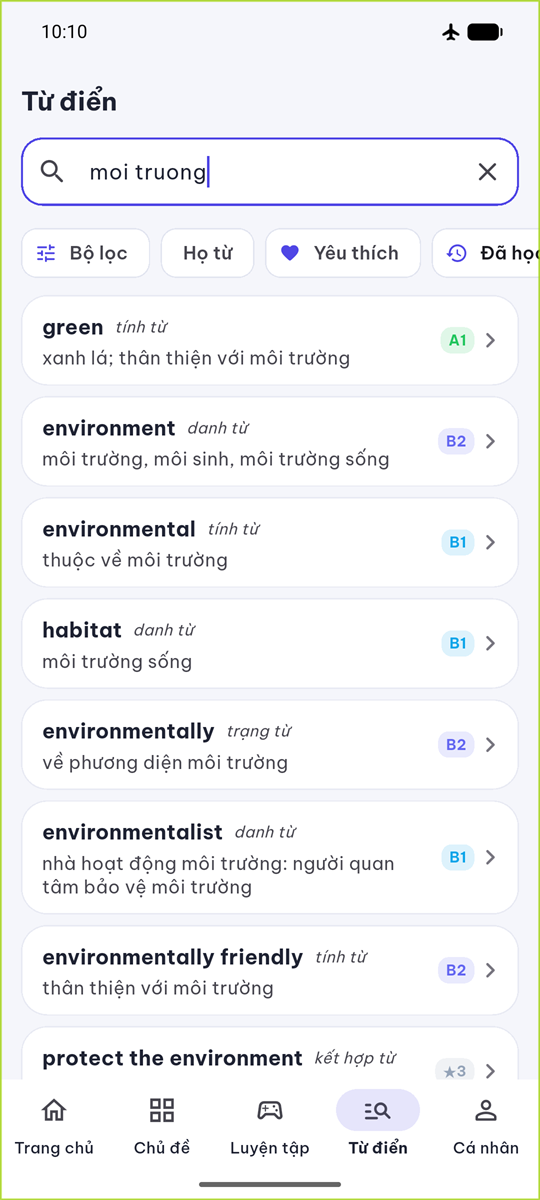 10:10
Từ điển
moi truong
Bộ lọc Họ từ Yêu thích Đã học
green tính từ
xanh lá; thân thiện với môi trường
A1
environment danh từ
môi trường, môi sinh, môi trường sống
B2
environmental tính từ
thuộc về môi trường
B1
habitat danh từ
môi trường sống
B1
environmentally trạng từ
về phương diện môi trường
B2
environmentalist danh từ
nhà hoạt động môi trường: người quan
tâm bảo vệ môi trường
B1
environmentally friendly tính từ
thân thiện với môi trường
B2
protect the environment kết hợp từ
★3
Trang chủ Chủ đề Luyện tập Từ điển Cá nhân